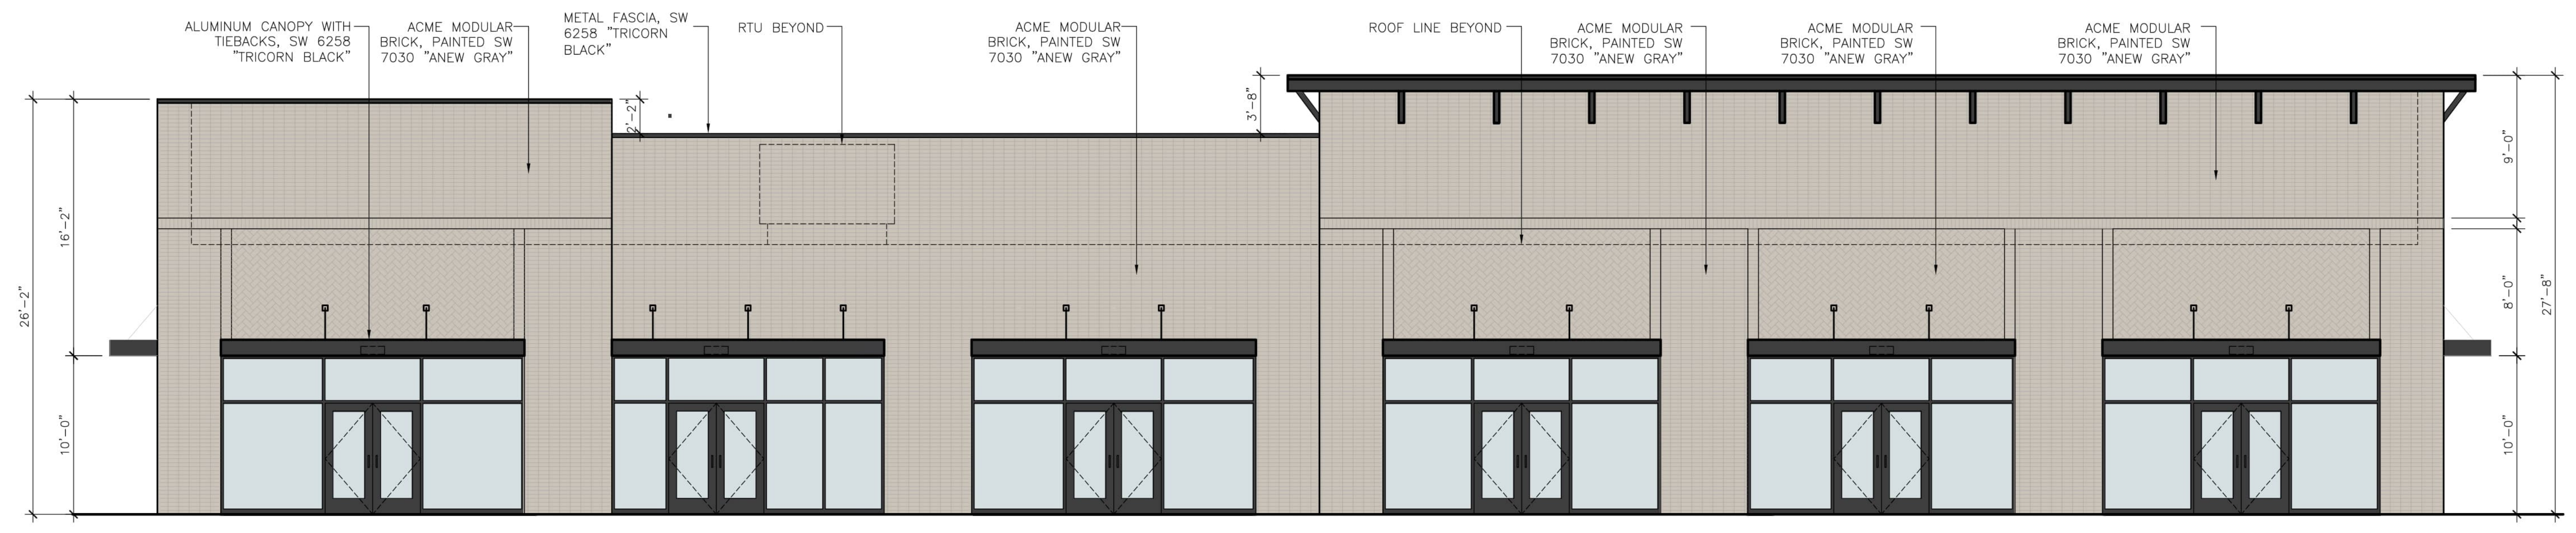 ALUMINUM CANOPY WITH
TIEBACKS, SW 6258
"TRICORN BLACK"
ACME MODULAR
BRICK, PAINTED SW
7030 "ANEW GRAY"
METAL FASCIA, SW
6258 "TRICORN
BLACK"
RTU BEYOND
ACME MODULAR
BRICK, PAINTED SW
7030 "ANEW GRAY"
ROOF LINE BEYOND
ACME MODULAR
BRICK, PAINTED SW
7030 "ANEW GRAY"
ACME MODULAR
BRICK, PAINTED SW
7030 "ANEW GRAY"
ACME MODULAR
BRICK, PAINTED SW
7030 "ANEW GRAY"
26'-2"
16'-2"
10'-0"
2'-2"
3'-8"
9'-0"
8'-0"
10'-0"
27'-8"